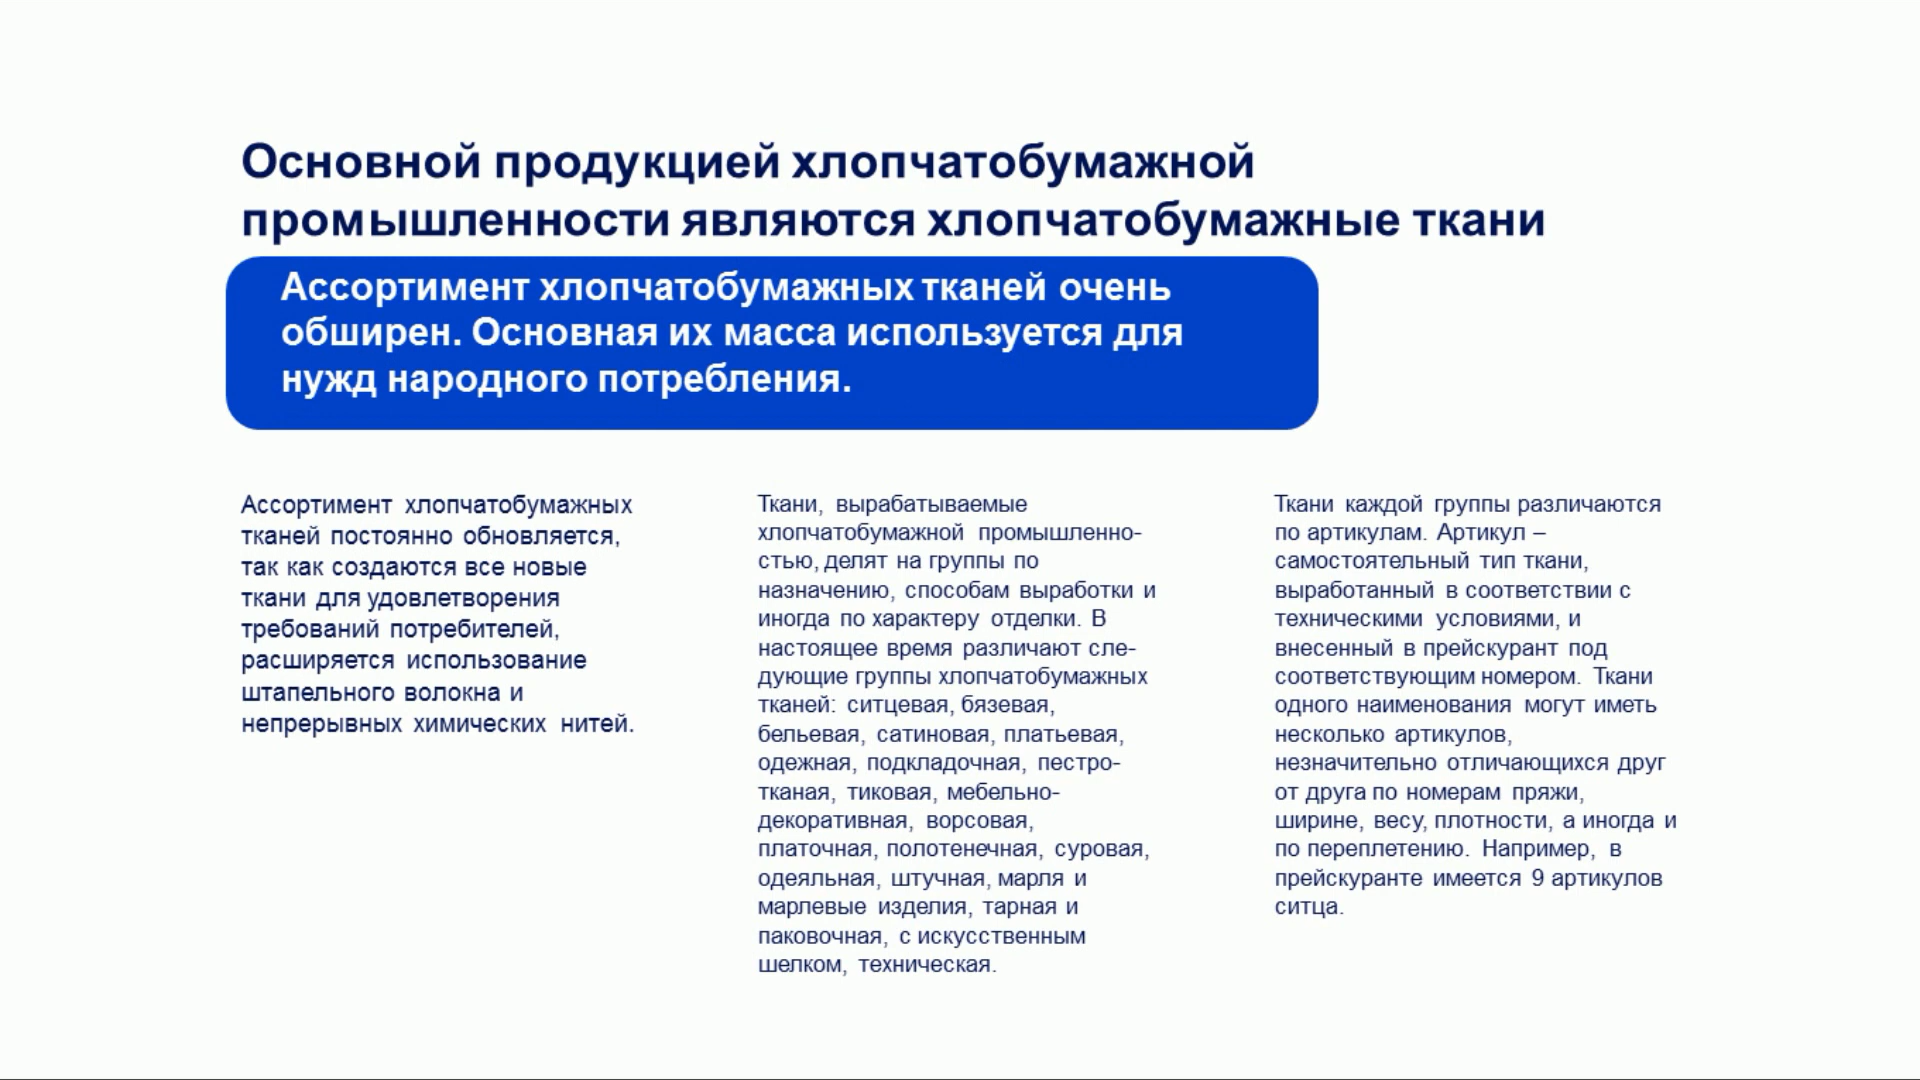 Основной продукцией хлопчатобумажной
промышленности являются хлопчатобумажные ткани
Ассортимент хлопчатобумажных тканей очень
обширен. Основная их масса используется для
нужд народного потребления.
Ассортимент хлопчатобумажных
тканей постоянно обновляется,
так как создаются все новые
ткани для удовлетворения
требований потребителей,
расширяется использование
штапельного волокна и
непрерывных химических нитей.
Ткани, вырабатываемые
хлопчатобумажной промышленно-
стью, делят на группы по
назначению, способам выработки и
иногда по характеру отделки. В
настоящее время различают сле-
дующие группы хлопчатобумажных
тканей: ситцевая, бязевая,
бельевая, сатиновая, платьевая,
одежная, подкладочная, пестро-
тканая, тиковая, мебельно-
декоративная, ворсовая,
платочная, полотенечная, суровая,
одеяльная, штучная, марля и
марлевые изделия, тарная и
паковочная, с искусственным
шелком, техническая.
Ткани каждой группы различаются
по артикулам. Артикул –
самостоятельный тип ткани,
выработанный в соответствии с
техническими условиями, и
внесенный в прейскурант под
соответствующим номером. Ткани
одного наименования могут иметь
несколько артикулов,
незначительно отличающихся друг
от друга по номерам пряжи,
ширине, весу, плотности, а иногда и
по переплетению. Например, в
прейскуранте имеется 9 артикулов
ситца.